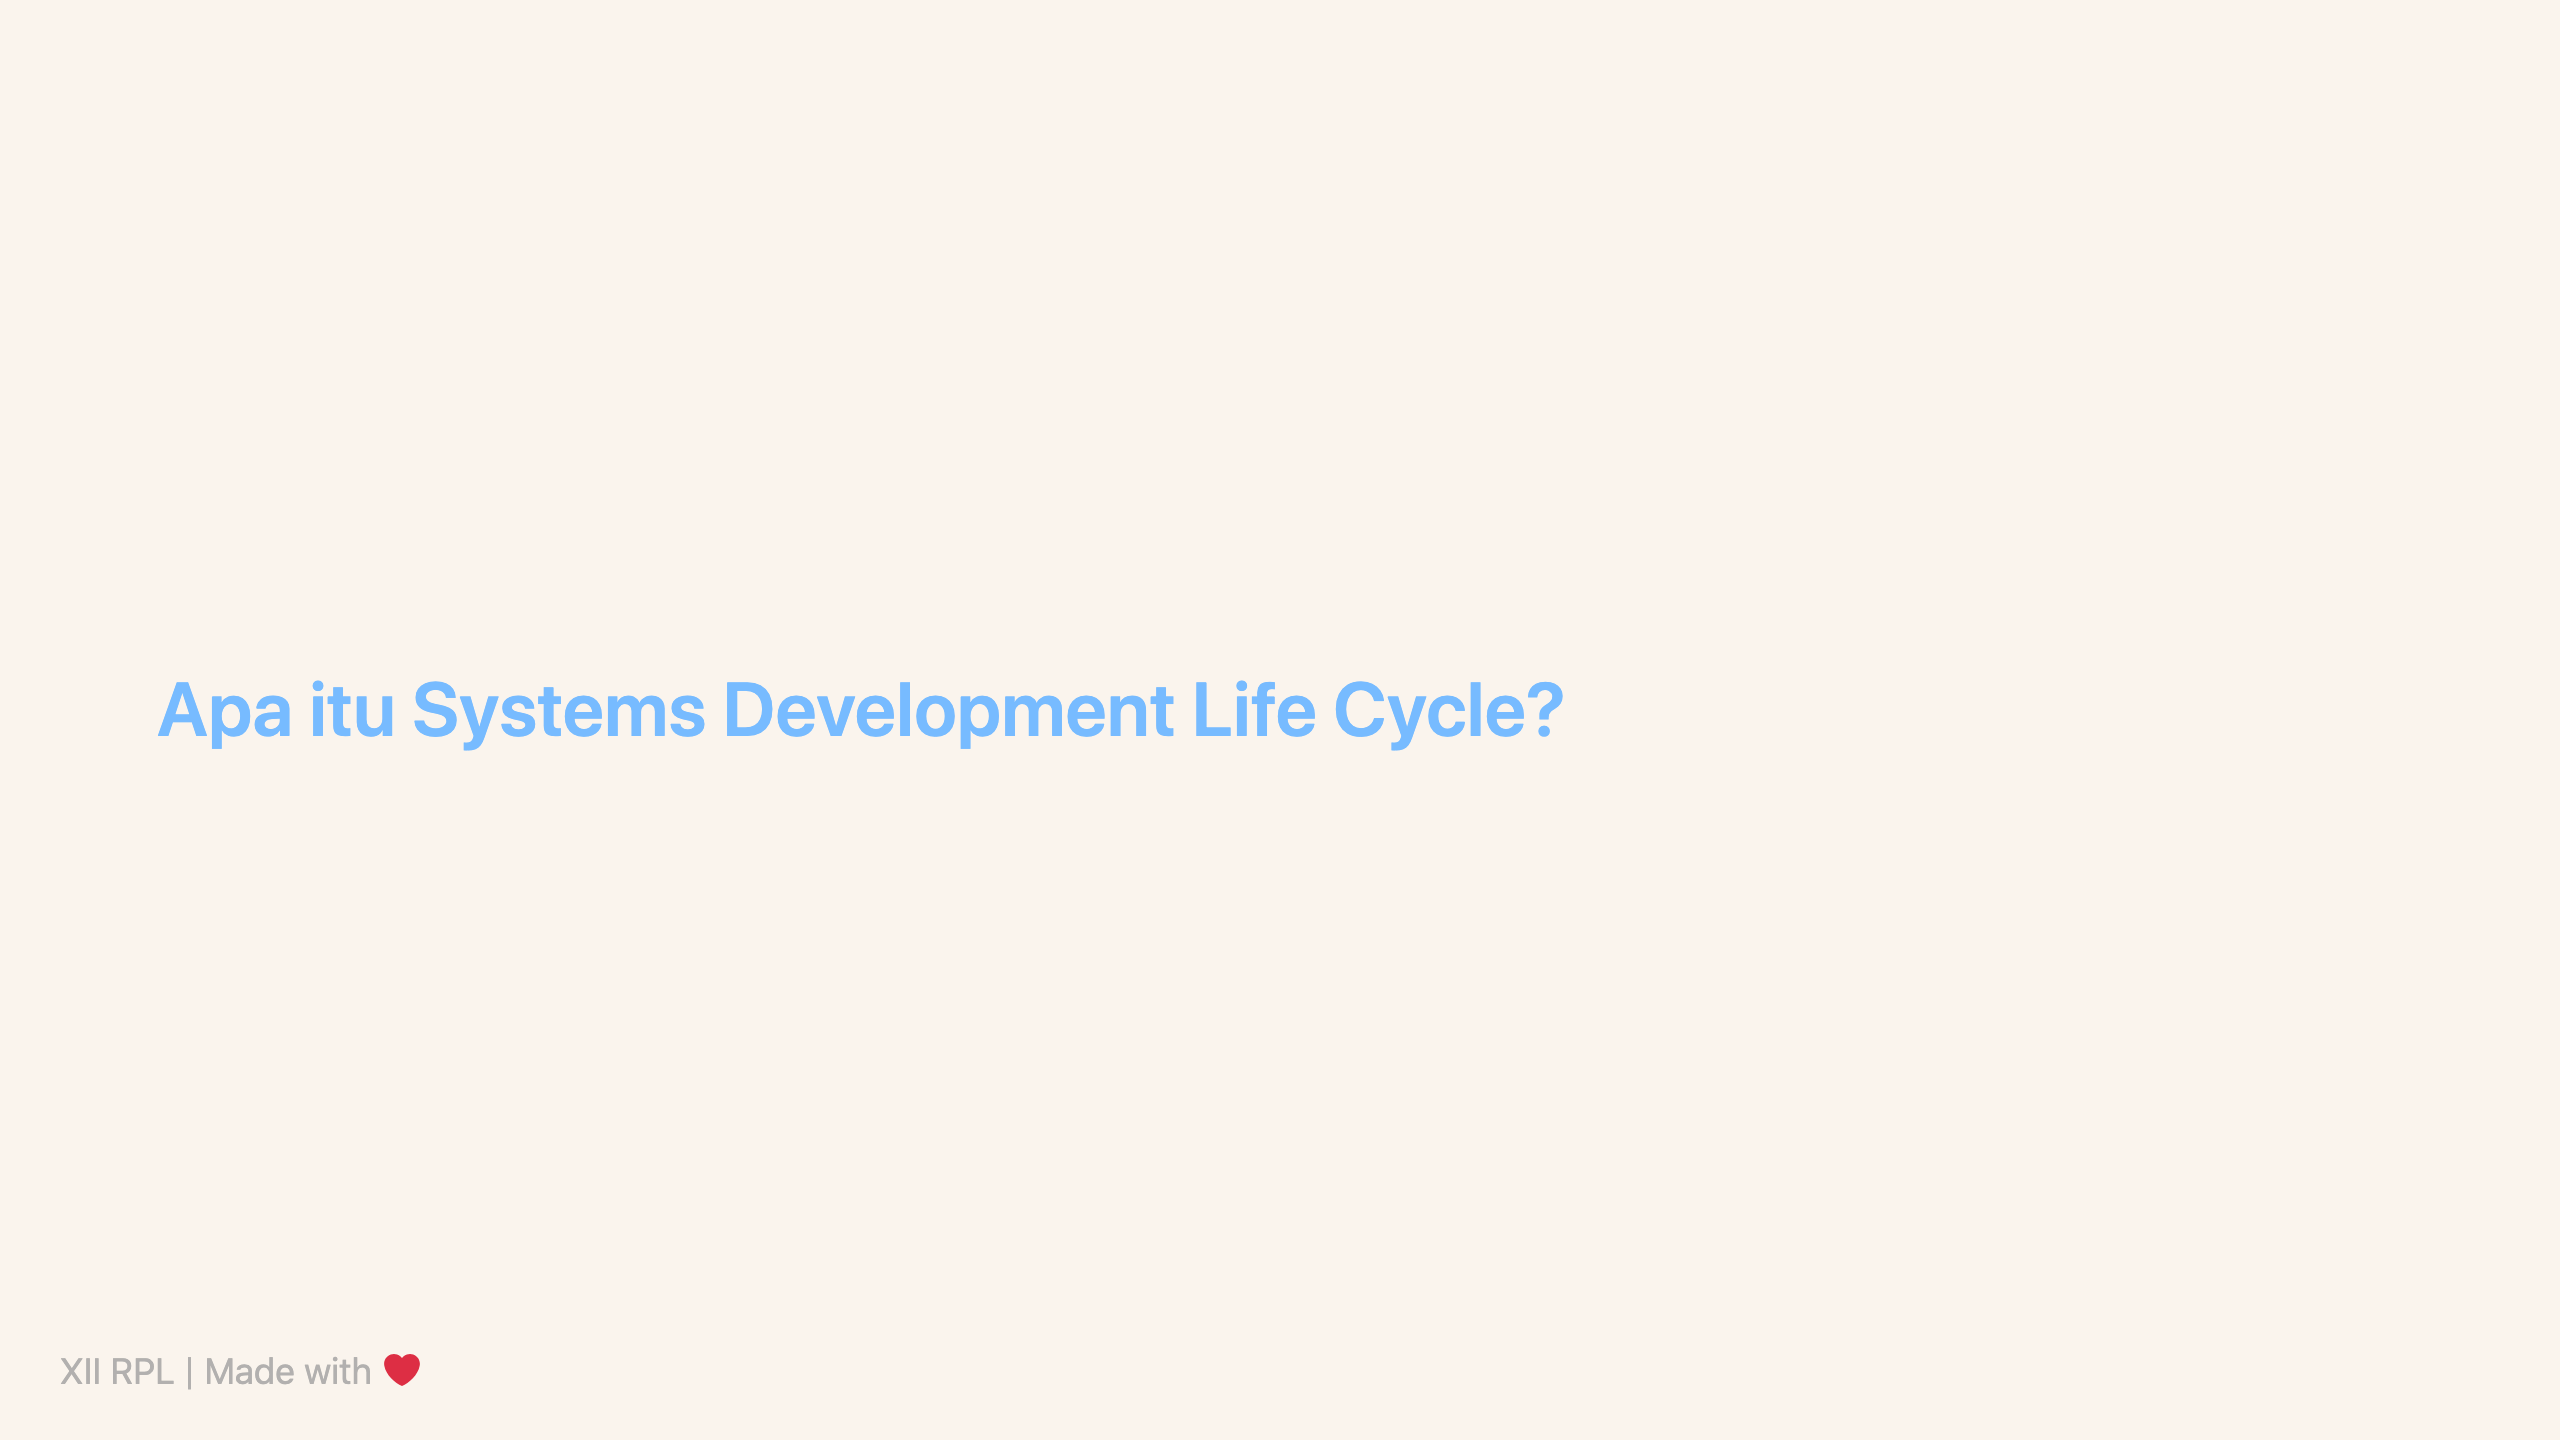 Apa itu Systems Development Life Cycle?
XII RPL | Made with ❤️